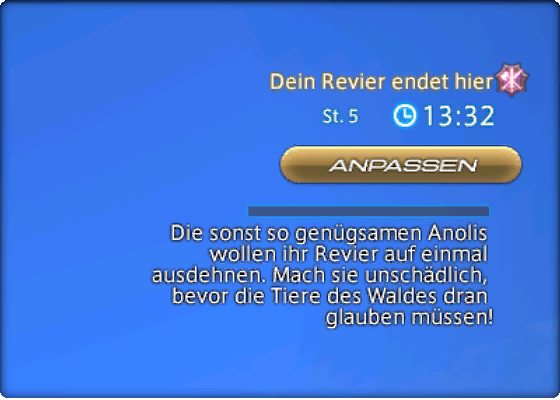 Dein Revier endet hier
St. 5 13:32
ANPASSEN
Die sonst so genügsamen Anolis
wollen ihr Revier auf einmal
ausdehnen. Mach sie unschädlich,
bevor die Tiere des Waldes dran
glauben müssen!